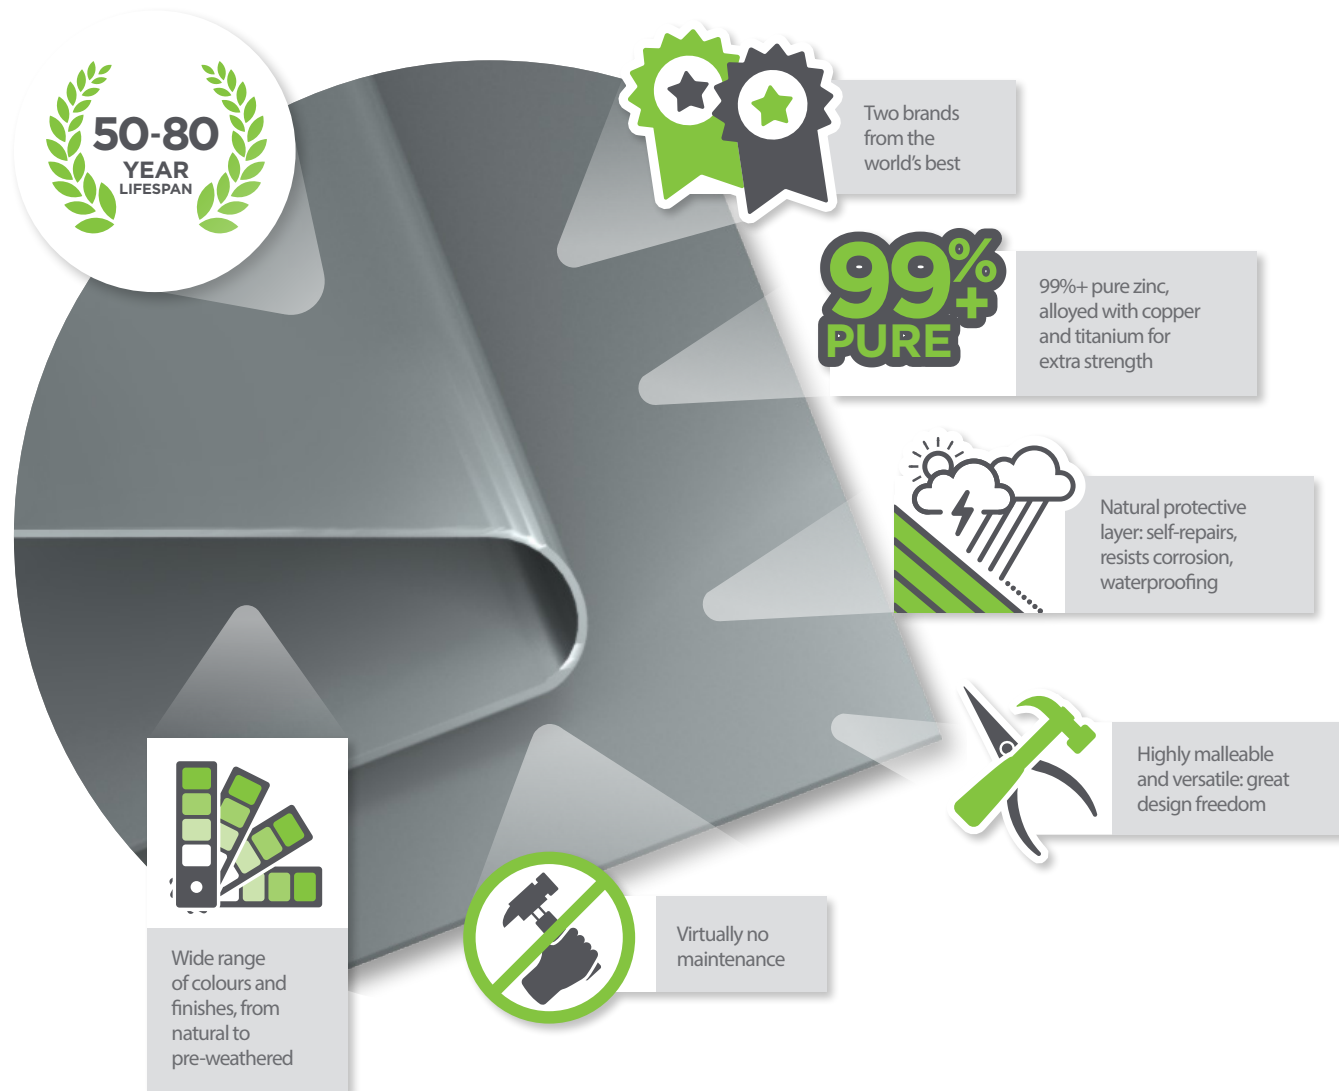 50-80
YEAR
LIFESPAN
Two brands
from the
world's best
99%+
PURE
99%+ pure zinc,
alloyed with copper
and titanium for
extra strength
Natural protective
layer: self-repairs,
resists corrosion,
waterproofing
Highly malleable
and versatile: great
design freedom
Virtually no
maintenance
Wide range
of colours and
finishes, from
natural to
pre-weathered